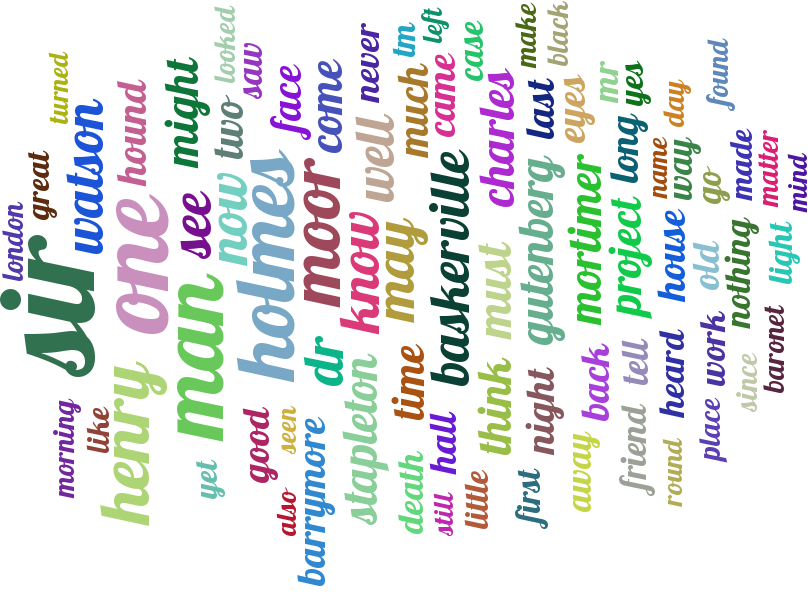 london
sir
great
turned
watson
morning
like
henry
one
hound
might
see
man
yet
looked
saw
two
now
holmes
good
seen
also
barrymore
face
come
moor
dr
never
well
know
stapleton
tm
much
may
time
death
left
came
baskerville
hall
still
little
case
charles
must
think
make
last
gutenberg
night
first
black
eyes
mortimer
back
away
mr
yes
long
project
tell
friend
day
name
way
house
heard
round
found
go
old
work
place
made
nothing
since
matter
light
baronet
mind